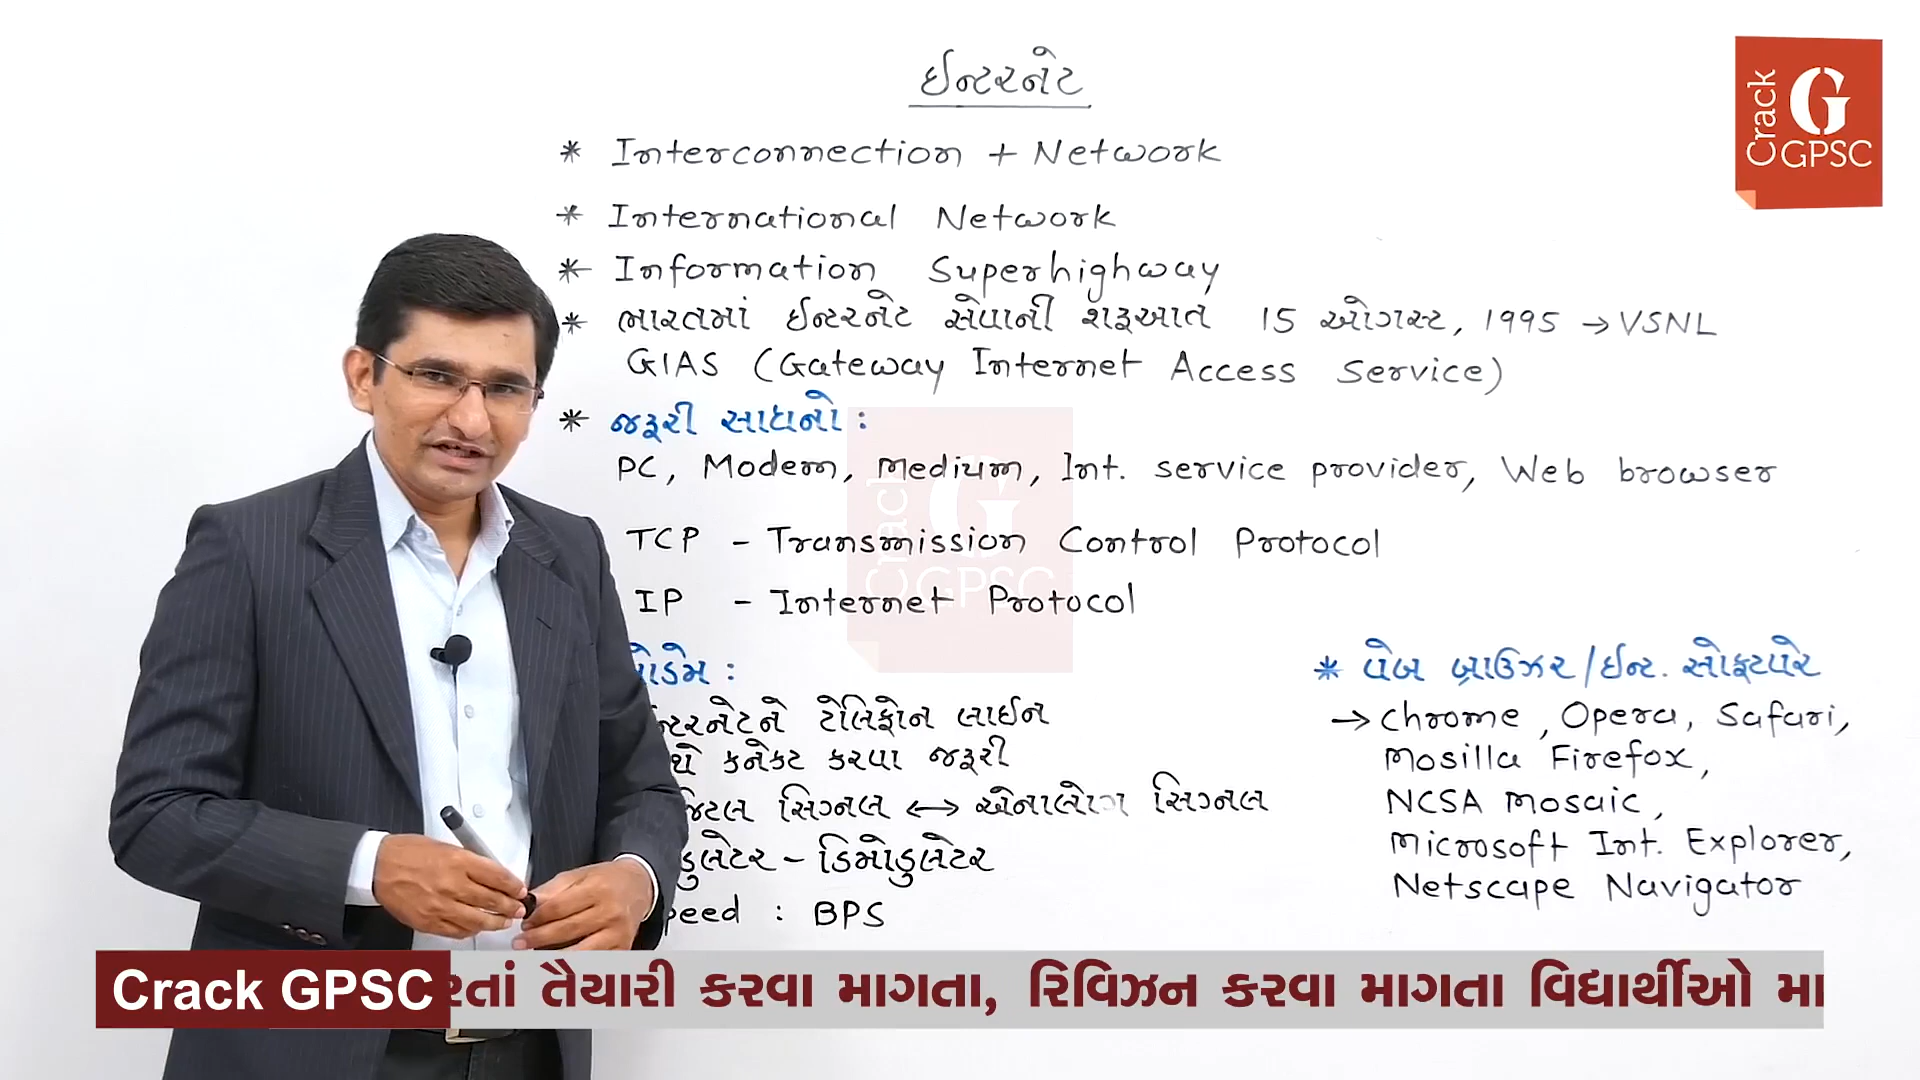 ઈન્ટરનેટ
Crack
G
GPSC
* Interconnection + Network
* International Network
* Information Superhighway
* ભારતમાં ઈન્ટરનેટ સેવાની શરૂઆત 15 ઓગસ્ટ, 1995 → VSNL
GIAS (Gateway Internet Access Service)
* જરૂરી સાધનો :
PC, Modem, Medium, Int. service provider, Web browser
TCP - Transmission Control Protocol
IP - Internet Protocol
Crack
G
GPSC
ોડેમ :
ન્ટરનેટને ટેલિફોન લાઈન
થે કનેક્ટ કરવા જરૂરી
જિટલ સિગ્નલ ↔ એનાલોગ સિગ્નલ
ડુલેટર - ડિમોડુલેટર
peed : BPS
* વેબ બ્રાઉઝર/ઈન્ટ. સોફ્ટવેર
→ Chrome, Opera, Safari,
Mosilla Firefox,
NCSA Mosaic,
Microsoft Int. Explorer,
Netscape Navigator
Crack GPSC રતાં તૈયારી કરવા માગતા, રિવિઝન કરવા માગતા વિદ્યાર્થીઓ મા